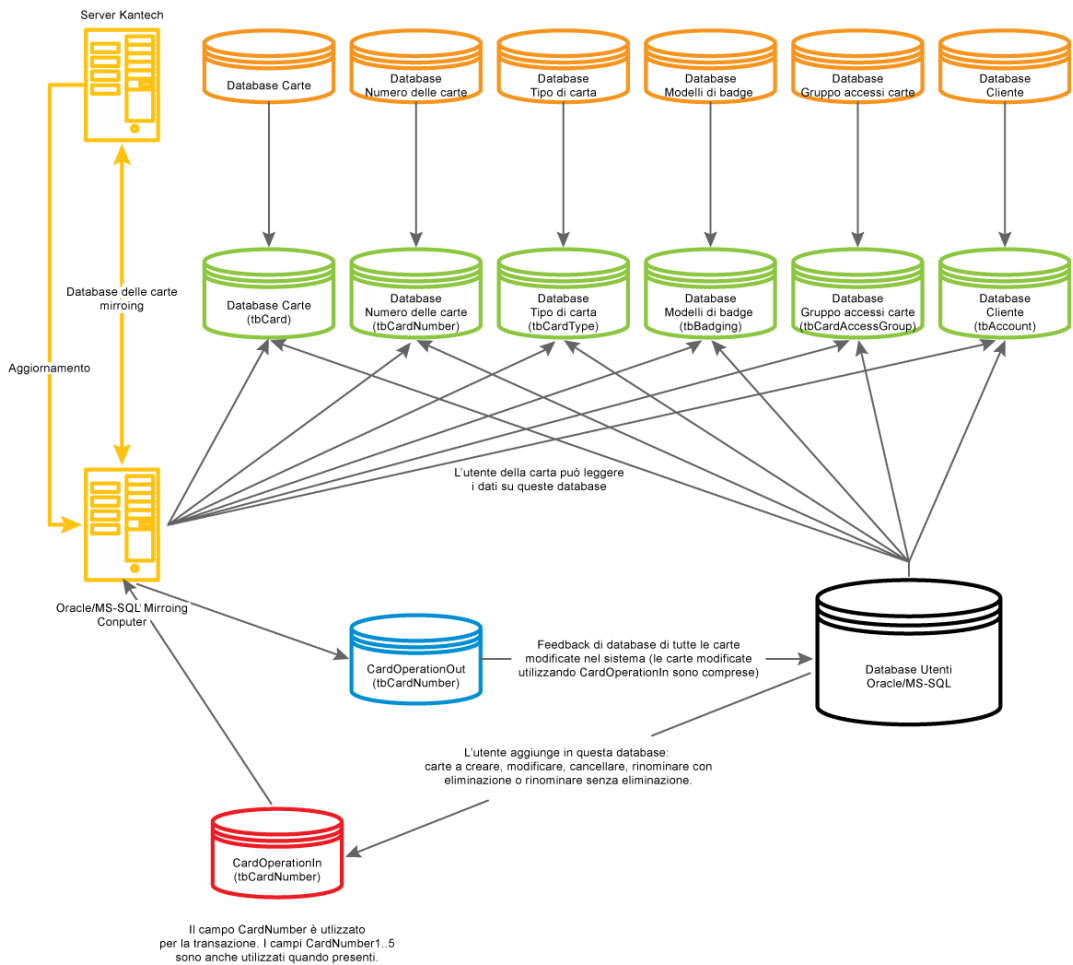 Server Kantech
Database Carte
Database
Numero delle carte
Database
Tipo di carta
Database
Modelli di badge
Database
Gruppo accessi carte
Database
Cliente
Database delle carte
mirroing
Aggiornamento
Database Carte
(tbCard)
Database
Numero delle carte
(tbCardNumber)
Database
Tipo di carta
(tbCardType)
Database
Modelli di badge
(tbBadging)
Database
Gruppo accessi carte
(tbCardAccessGroup)
Database
Cliente
(tbAccount)
L'utente della carta può leggere
i dati su queste database
Oracle/MS-SQL Mirroing
Conputer
CardOperationOut
(tbCardNumber)
Feedback di database di tutte le carte
modificate nel sistema (le carte modificate
utilizzando CardOperationIn sono comprese)
Database Utenti
Oracle/MS-SQL
L'utente aggiunge in questa database:
carte a creare, modificare, cancellare, rinominare con
eliminazione o rinominare senza eliminazione.
CardOperationIn
(tbCardNumber)
Il campo CardNumber è utlizzato
per la transazione. I campi CardNumber1..5
sono anche utilizzati quando presenti.